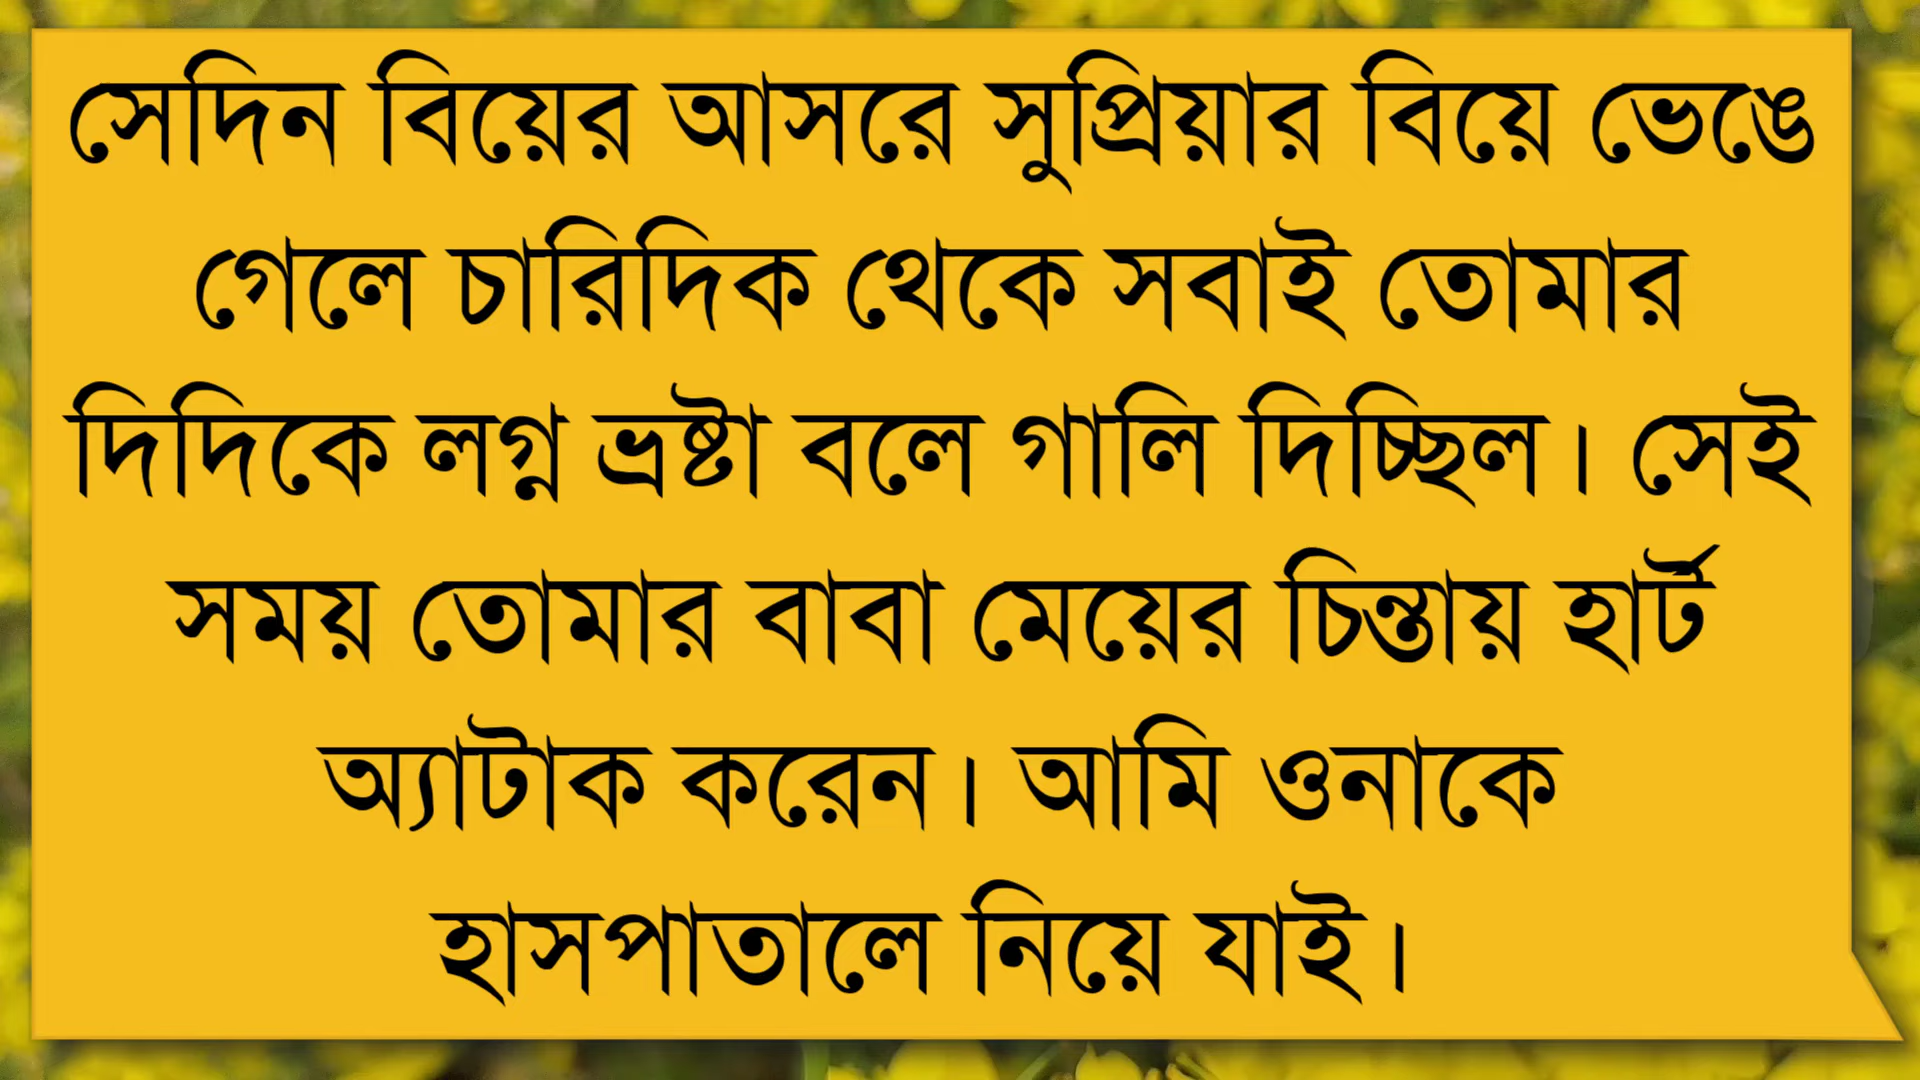 সেদিন বিয়ের আসরে সুপ্রিয়ার বিয়ে ভেঙে
গেলে চারিদিক থেকে সবাই তোমার
দিদিকে লগ্ন ভ্রষ্টা বলে গালি দিচ্ছিল। সেই
সময় তোমার বাবা মেয়ের চিন্তায় হার্ট
অ্যাটাক করেন। আমি ওনাকে
হাসপাতালে নিয়ে যাই।